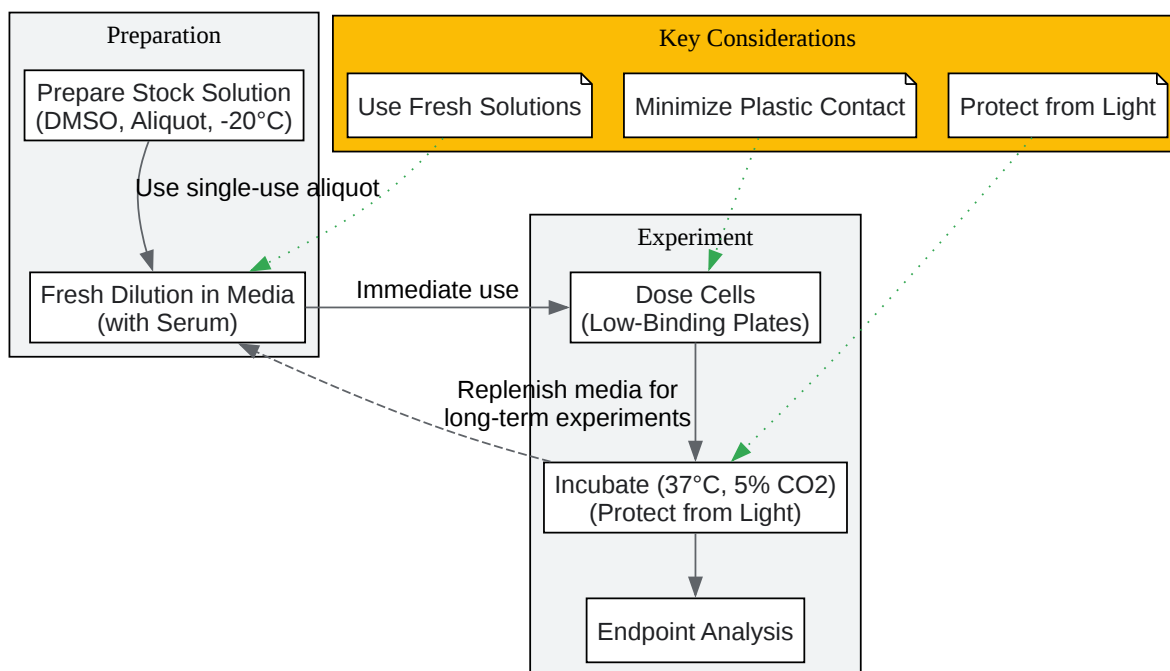 Preparation
Key Considerations
Prepare Stock Solution
(DMSO, Aliquot, -20°C)
Use Fresh Solutions
Minimize Plastic Contact
Protect from Light
Use single-use aliquot
Experiment
Fresh Dilution in Media
(with Serum)
Immediate use
Dose Cells
(Low-Binding Plates)
Replenish media for
long-term experiments
Incubate (37°C, 5% CO2)
(Protect from Light)
Endpoint Analysis